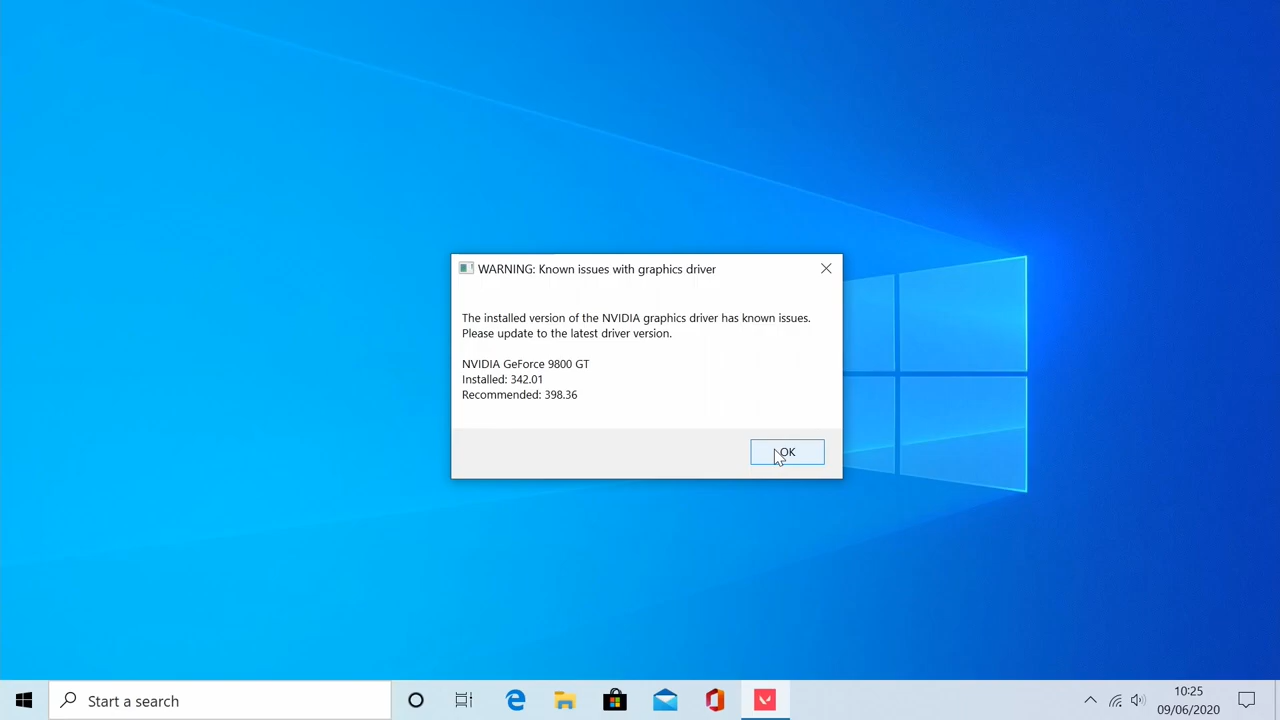 WARNING: Known issues with graphics driver
The installed version of the NVIDIA graphics driver has known issues.
Please update to the latest driver version.
NVIDIA GeForce 9800 GT
Installed: 342.01
Recommended: 398.36
OK
Start a search
10:25
09/06/2020